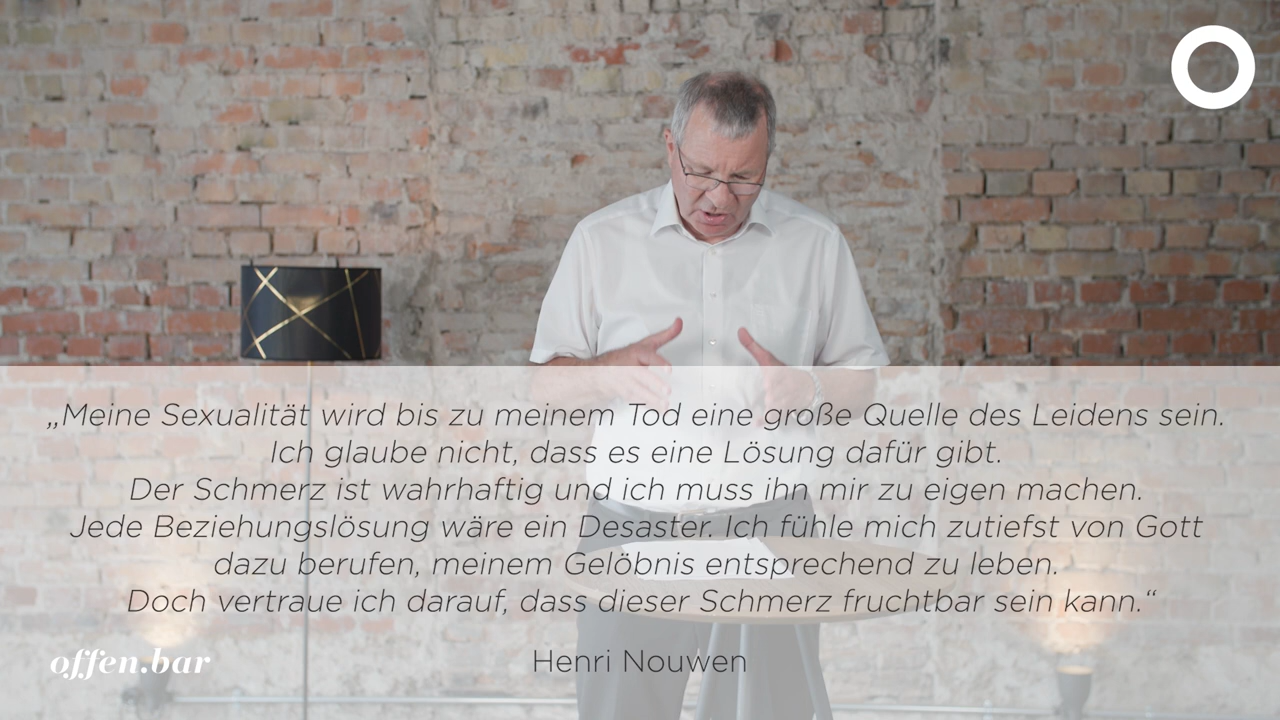 „Meine Sexualität wird bis zu meinem Tod eine große Quelle des Leidens sein.
Ich glaube nicht, dass es eine Lösung dafür gibt.
Der Schmerz ist wahrhaftig und ich muss ihn mir zu eigen machen.
Jede Beziehungslösung wäre ein Desaster. Ich fühle mich zutiefst von Gott
dazu berufen, meinem Gelöbnis entsprechend zu leben.
Doch vertraue ich darauf, dass dieser Schmerz fruchtbar sein kann.“
Henri Nouwen
offen.bar